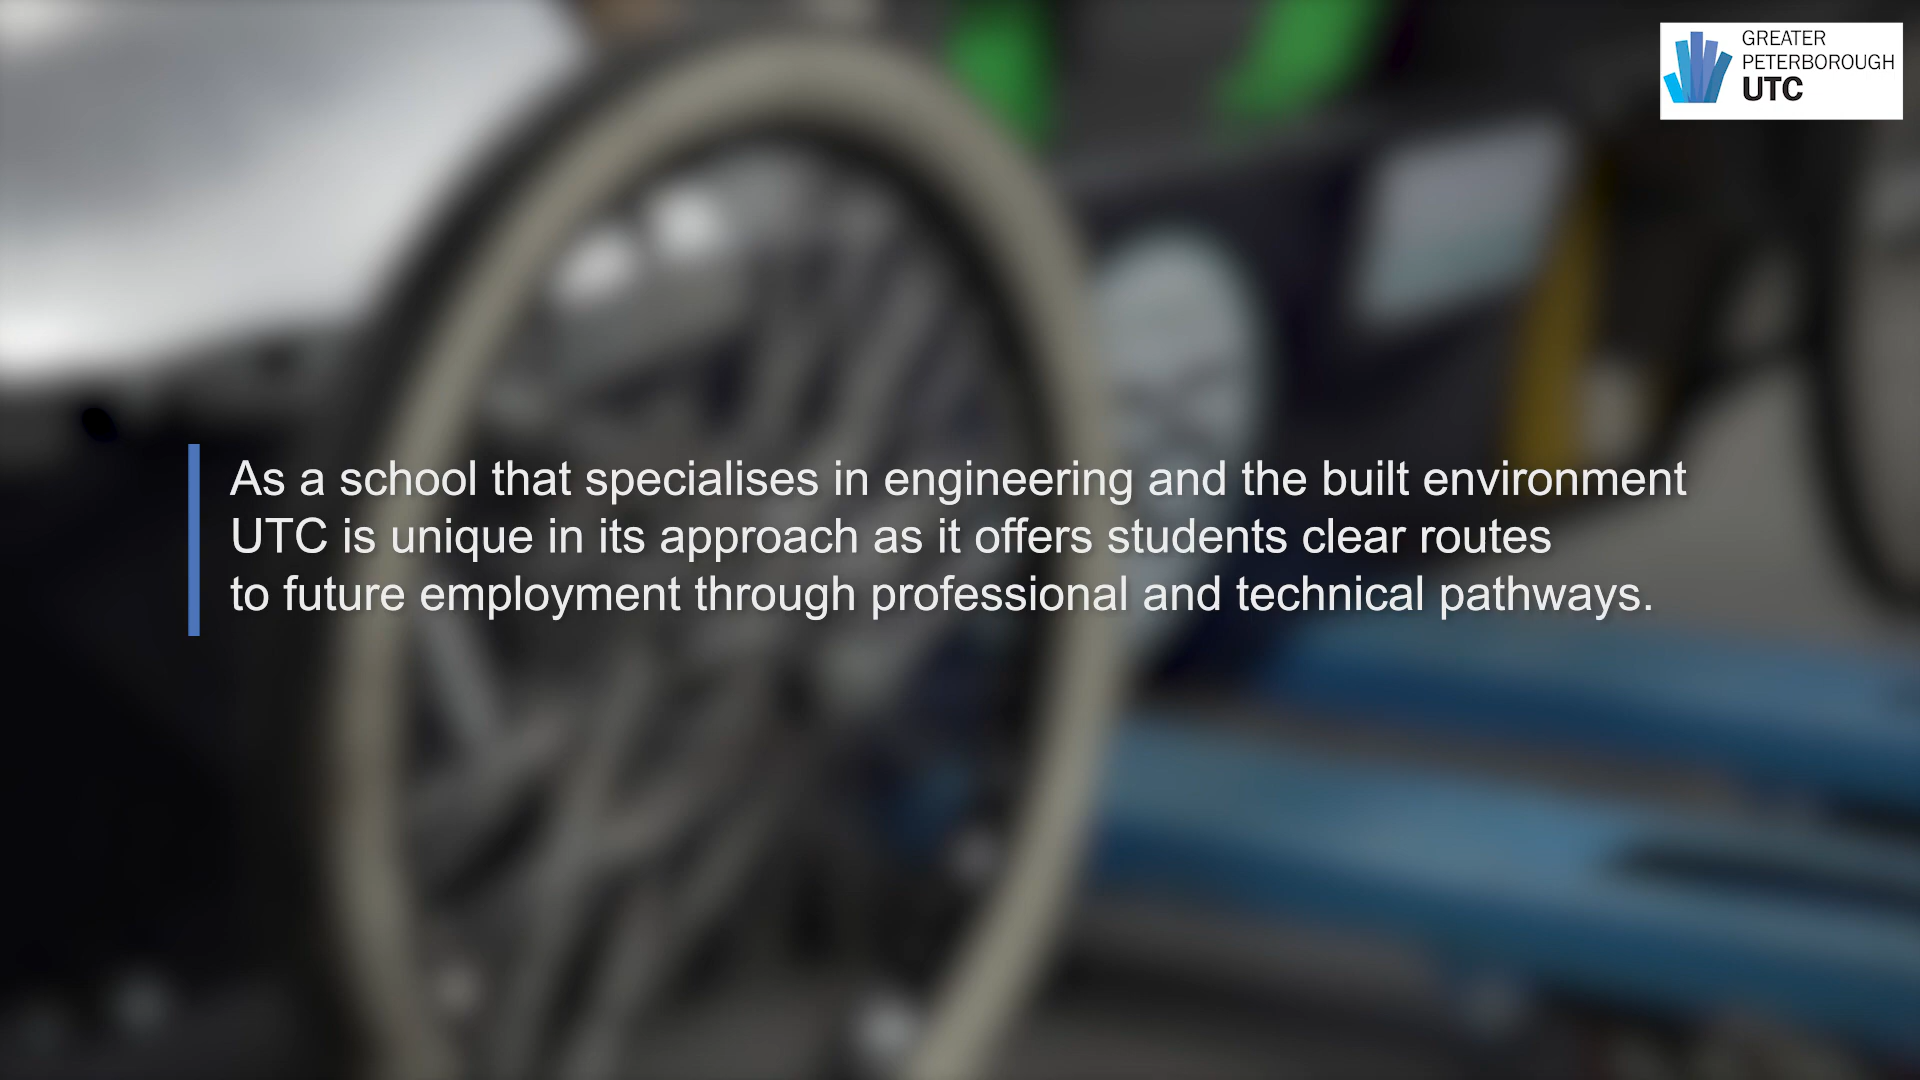 GREATER
PETERBOROUGH
UTC
As a school that specialises in engineering and the built environment
UTC is unique in its approach as it offers students clear routes
to future employment through professional and technical pathways.